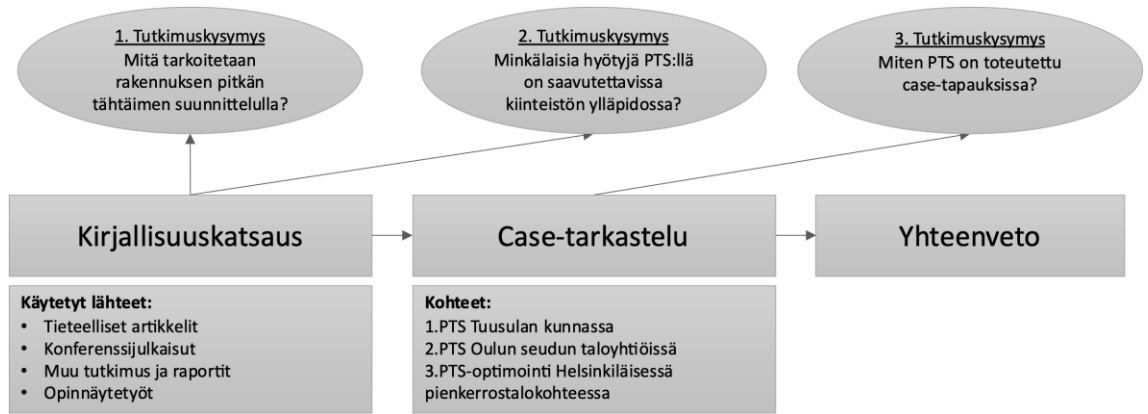 1. Tutkimuskysymys
Mitä tarkoitetaan
rakennuksen pitkän
tähtäimen suunnittelulla?
2. Tutkimuskysymys
Minkälaisia hyötyjä PTS:llä
on saavutettavissa
kiinteistön ylläpidossa?
3. Tutkimuskysymys
Miten PTS on toteutettu
case-tapauksissa?
Kirjallisuuskatsaus
Case-tarkastelu
Yhteenveto
Käytetyt lähteet:
• Tieteelliset artikkelit
• Konferenssijulkaisut
• Muu tutkimus ja raportit
• Opinnäytetyöt
Kohteet:
1.PTS Tuusulan kunnassa
2.PTS Oulun seudun taloyhtiöissä
3.PTS-optimointi Helsinkiläisessä
pienkerrostalokohteessa